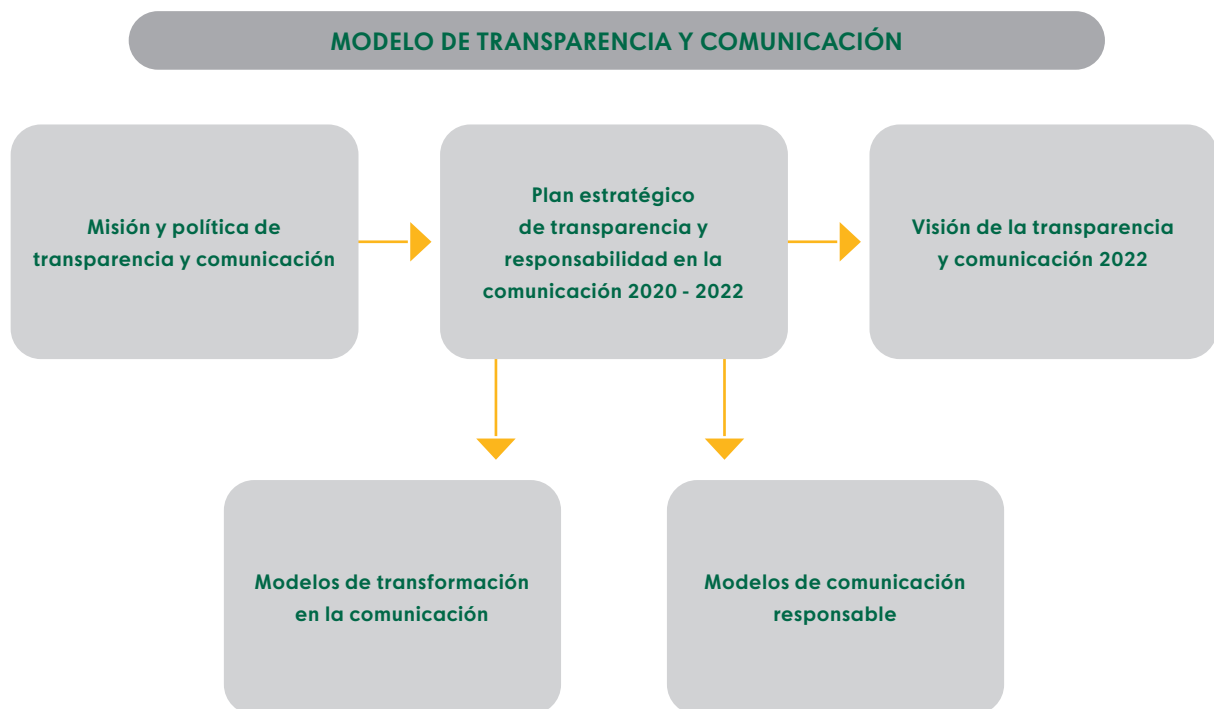 MODELO DE TRANSPARENCIA Y COMUNICACIÓN
Misión y política de
transparencia y comunicación
Plan estratégico
de transparencia y
responsabilidad en la
comunicación 2020 - 2022
Visión de la transparencia
y comunicación 2022
Modelos de transformación
en la comunicación
Modelos de comunicación
responsable